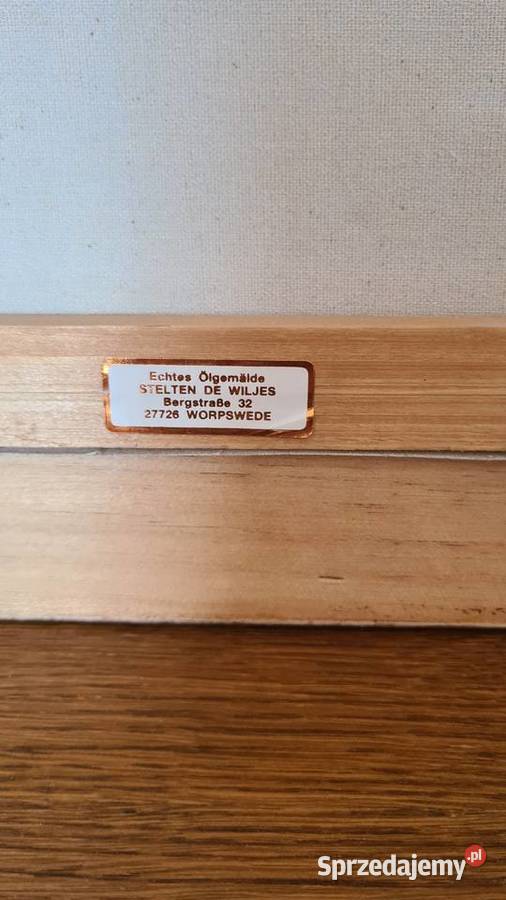 Echtes Ölgemälde
STELTEN DE WILJES
Bergstraße 32
27726 WORPSWEDE
Sprzedajemy.pl